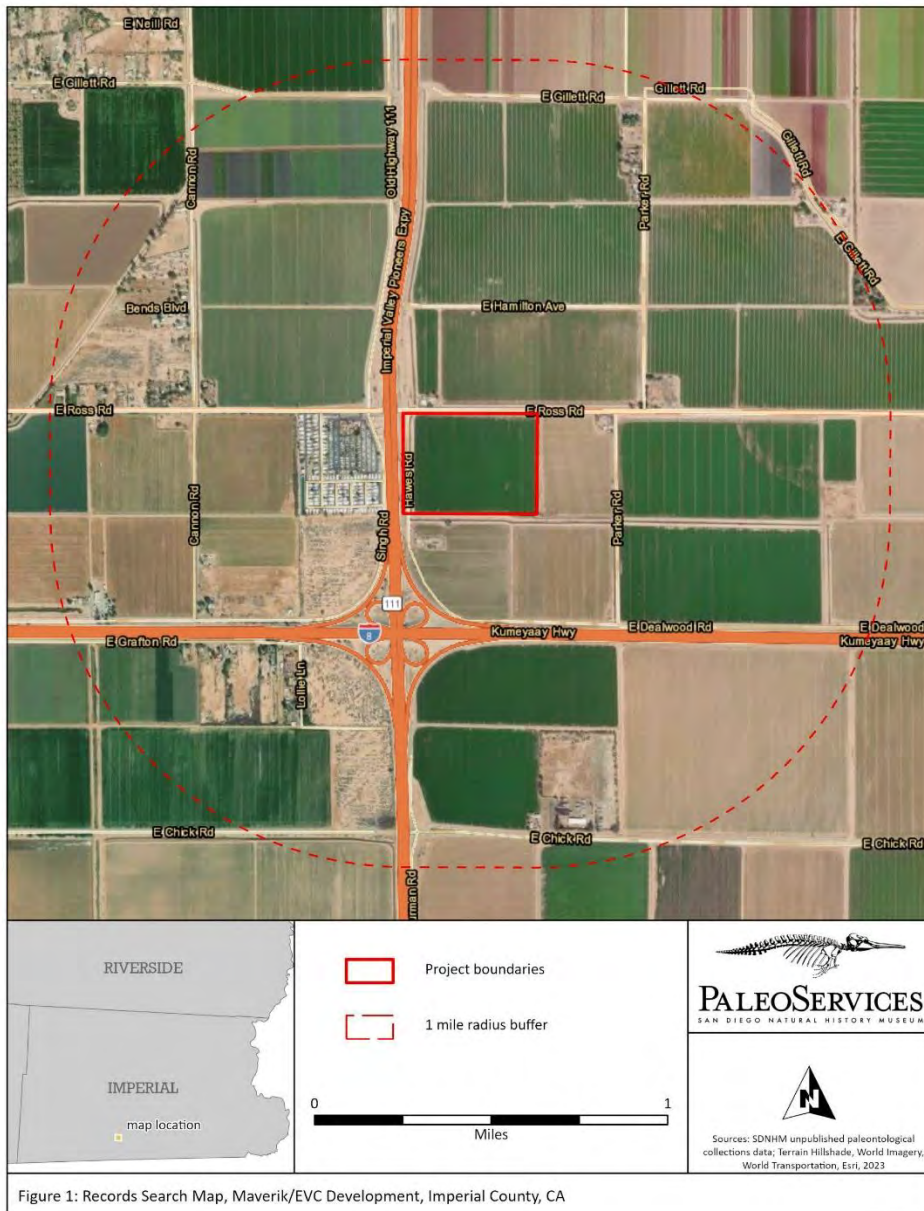 E Neill Rd
E Gillett Rd
E Gillett Rd
Gillett Rd
Gillett Rd
E Gillett Rd
Cannon Rd
Old Highway 111
Imperial Valley Pioneers Expy
Parker Rd
Bends Blvd
E Hamilton Ave
E Ross Rd
E Ross Rd
Hawes Rd
Cannon Rd
Singh Rd
Parker Rd
111
8
E Grafton Rd
Kumeyaay Hwy
E Dealwood Rd
E Dealwood
Kumeyaay Hwy
Lollie Ln
E Chick Rd
E Chick Rd
E Chick Rd
urman Rd
RIVERSIDE
IMPERIAL
map location
Project boundaries
1 mile radius buffer
0
1
Miles
PALEOSERVICES
SAN DIEGO NATURAL HISTORY MUSEUM
N
Sources: SDNHM unpublished paleontological
collections data; Terrain Hillshade, World Imagery,
World Transportation, Esri, 2023
Figure 1: Records Search Map, Maverik/EVC Development, Imperial County, CA